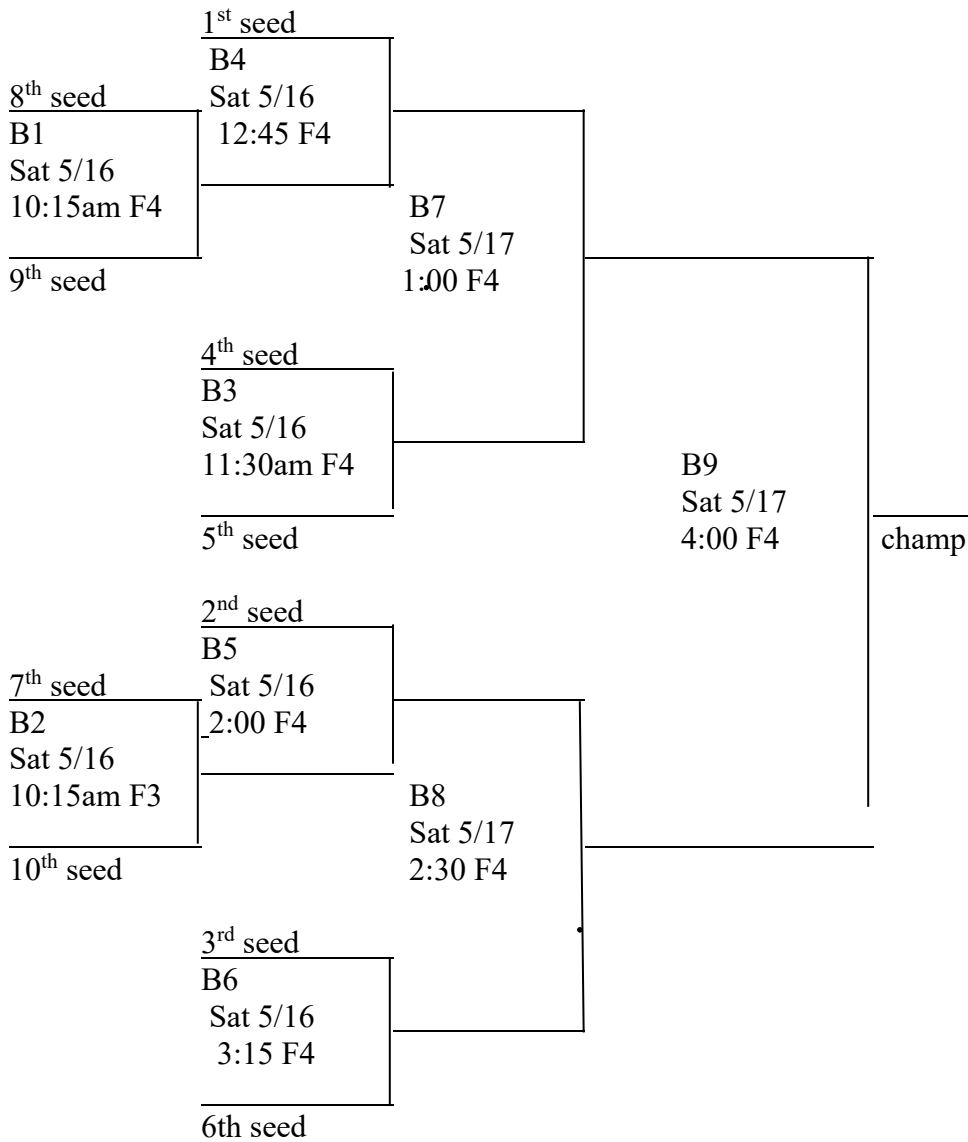 1st seed
B4
Sat 5/16
12:45 F4
8th seed
B1
Sat 5/16
10:15am F4
9th seed
B7
Sat 5/17
1:00 F4
4th seed
B3
Sat 5/16
11:30am F4
5th seed
B9
Sat 5/17
4:00 F4
champ
2nd seed
B5
Sat 5/16
2:00 F4
7th seed
B2
Sat 5/16
10:15am F3
10th seed
B8
Sat 5/17
2:30 F4
3rd seed
B6
Sat 5/16
3:15 F4
6th seed